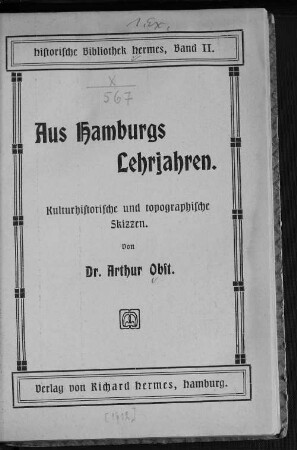 1. Ex.
Historische Bibliothek Hermes, Band II.
X
567
Aus Hamburgs
Lehrjahren.
Kulturhistorische und topographische
Skizzen.
Von
Dr. Arthur Obst.
Verlag von Richard Hermes, Hamburg.
[1912]